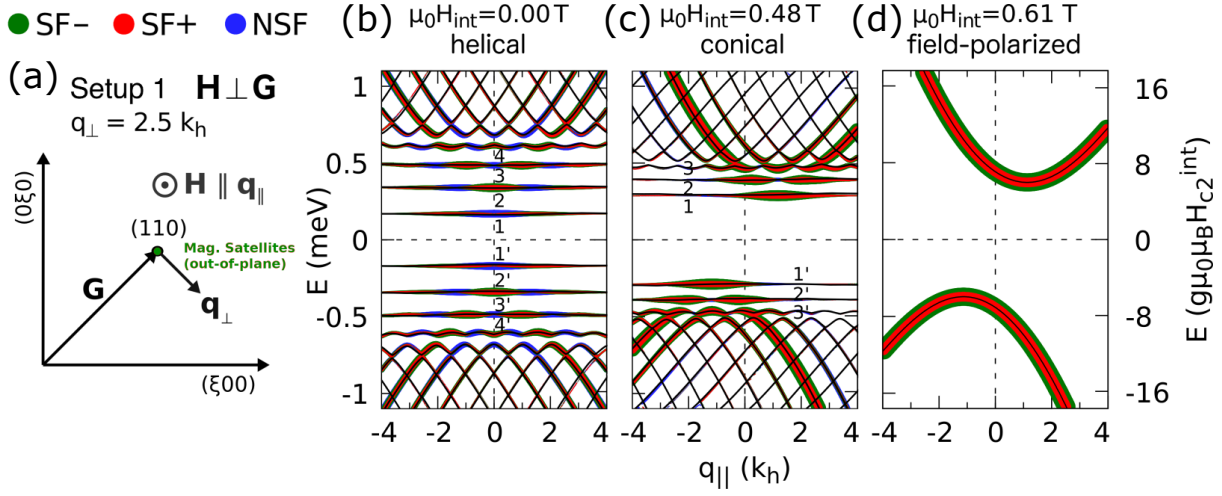 SF− SF+ NSF
(a)
Setup 1 H⊥G
q⊥ = 2.5 kh
(0ξ0)
H ∥ q∥
(110)
Mag. Satellites
(out-of-plane)
G
q⊥
(ξ00)
(b) μ0Hint=0.00 T
helical
E (meV)
1
0.5
0
-0.5
-1
4
3
2
1
1'
2'
3'
4'
-4 -2 0 2 4
(c) μ0Hint=0.48 T
conical
3
2
1
1'
2'
3'
-4 -2 0 2 4
q|| (kh)
(d) μ0Hint=0.61 T
field-polarized
16
8
0
-8
-16
-4 -2 0 2 4
E (gμ0μBHc2int)